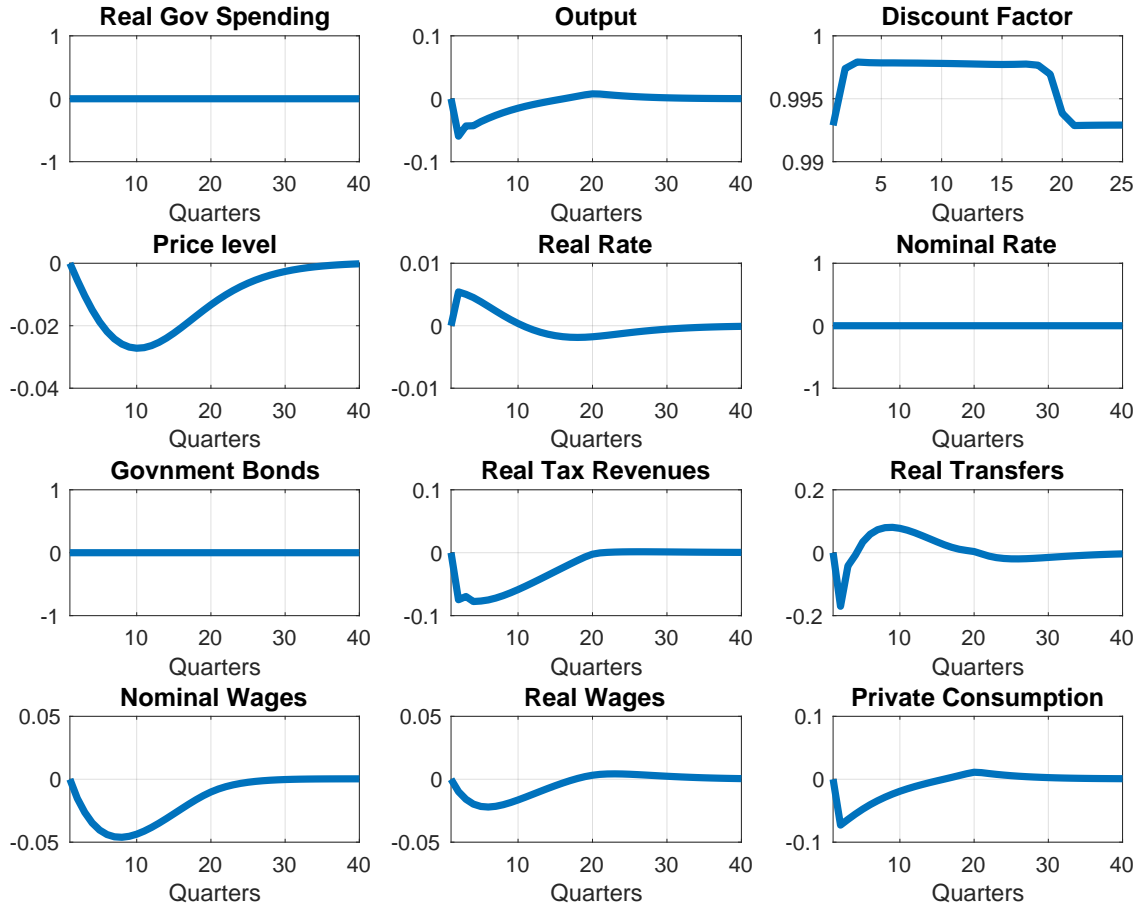 Real Gov Spending
Output
Discount Factor
1
0
-1
10 20 30 40
Quarters
0.1
0
-0.1
10 20 30 40
Quarters
1
0.995
0.99
5 10 15 20 25
Quarters
Price level
Real Rate
Nominal Rate
0
-0.02
-0.04
10 20 30 40
Quarters
0.01
0
-0.01
10 20 30 40
Quarters
1
0
-1
10 20 30 40
Quarters
Govnment Bonds
Real Tax Revenues
Real Transfers
1
0
-1
10 20 30 40
Quarters
0.1
0
-0.1
10 20 30 40
Quarters
0.2
0
-0.2
10 20 30 40
Quarters
Nominal Wages
Real Wages
Private Consumption
0.05
0
-0.05
10 20 30 40
Quarters
0.05
0
-0.05
10 20 30 40
Quarters
0.1
0
-0.1
10 20 30 40
Quarters